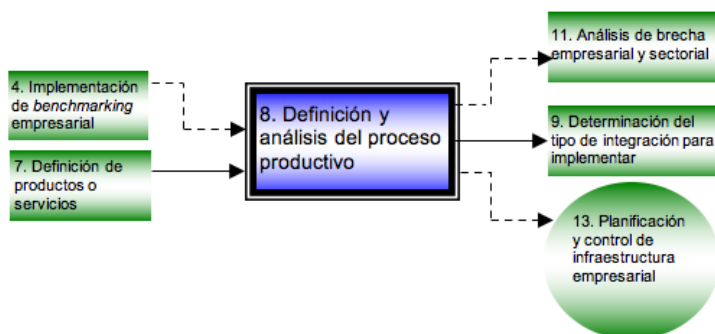 4. Implementación
de benchmarking
empresarial
7. Definición de
productos o
servicios
8. Definición y
análisis del proceso
productivo
11. Análisis de brecha
empresarial y sectorial
9. Determinación del
tipo de integración para
implementar
13. Planificación
y control de
infraestructura
empresarial